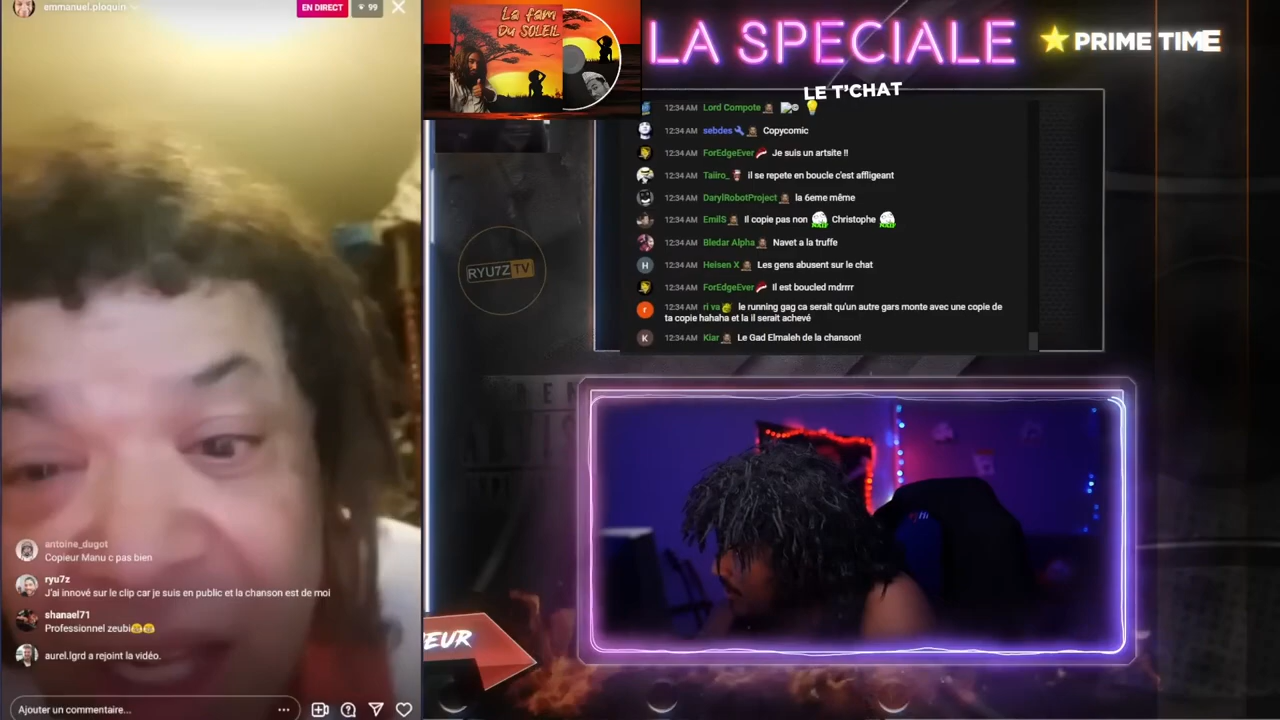 emmanuel.ploquin
EN DIRECT
99
La fam
DU SOLEIL
LA SPECIALE
PRIME TIME
LE T'CHAT
12:34 AM Lord Compote
12:34 AM sebdes Copycomic
12:34 AM ForEdgeEver Je suis un artsite !!
12:34 AM Taiiro_ il se repete en boucle c'est affligeant
12:34 AM DarylRobotProject la 6eme même
12:34 AM EmilS Il copie pas non Christophe
12:34 AM Bledar Alpha Navet a la truffe
12:34 AM Heisen X Les gens abusent sur le chat
12:34 AM ForEdgeEver Il est boucled mdrrrr
12:34 AM ri va le running gag ca serait qu'un autre gars monte avec une copie de
ta copie hahaha et la il serait achevé
12:34 AM Kiar Le Gad Elmaleh de la chanson!
RYU7Z TV
antoine_dugot
Copieur Manu c pas bien
ryu7z
J'ai innové sur le clip car je suis en public et la chanson est de moi
shanael71
Professionnel zeubi
aurel.lgrd a rejoint la vidéo.
EUR
Ajouter un commentaire...